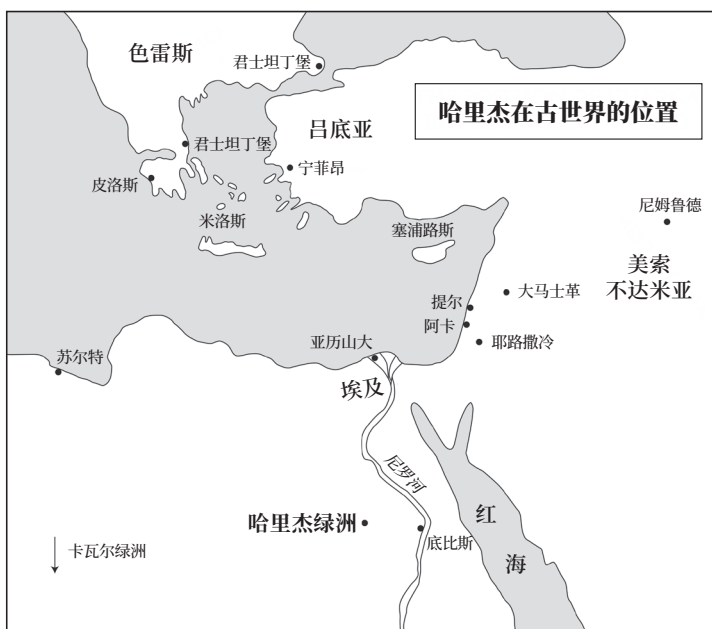 色雷斯
君士坦丁堡
哈里杰在古世界的位置
吕底亚
君士坦丁堡
宁菲昂
皮洛斯
尼姆鲁德
米洛斯
塞浦路斯
美索
不达米亚
大马士革
提尔
阿卡
耶路撒冷
亚历山大
苏尔特
埃及
尼罗河
哈里杰绿洲
红
海
底比斯
卡瓦尔绿洲